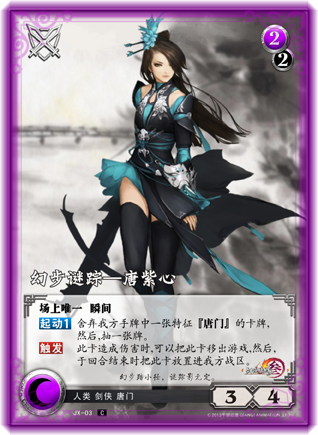 2
2
幻步谜踪—唐紫心
场上唯一 瞬间
起动1 舍弃我方手牌中一张特征『唐门』的卡牌,
然后,抽一张牌。
触发 此卡造成伤害时,可以把此卡移出游戏,然后,
于回合结束时把此卡放置进我方战区。
幻步踏小径，谜踪影无定。
叁
人类 剑侠 唐门
3 4
JX-03 C